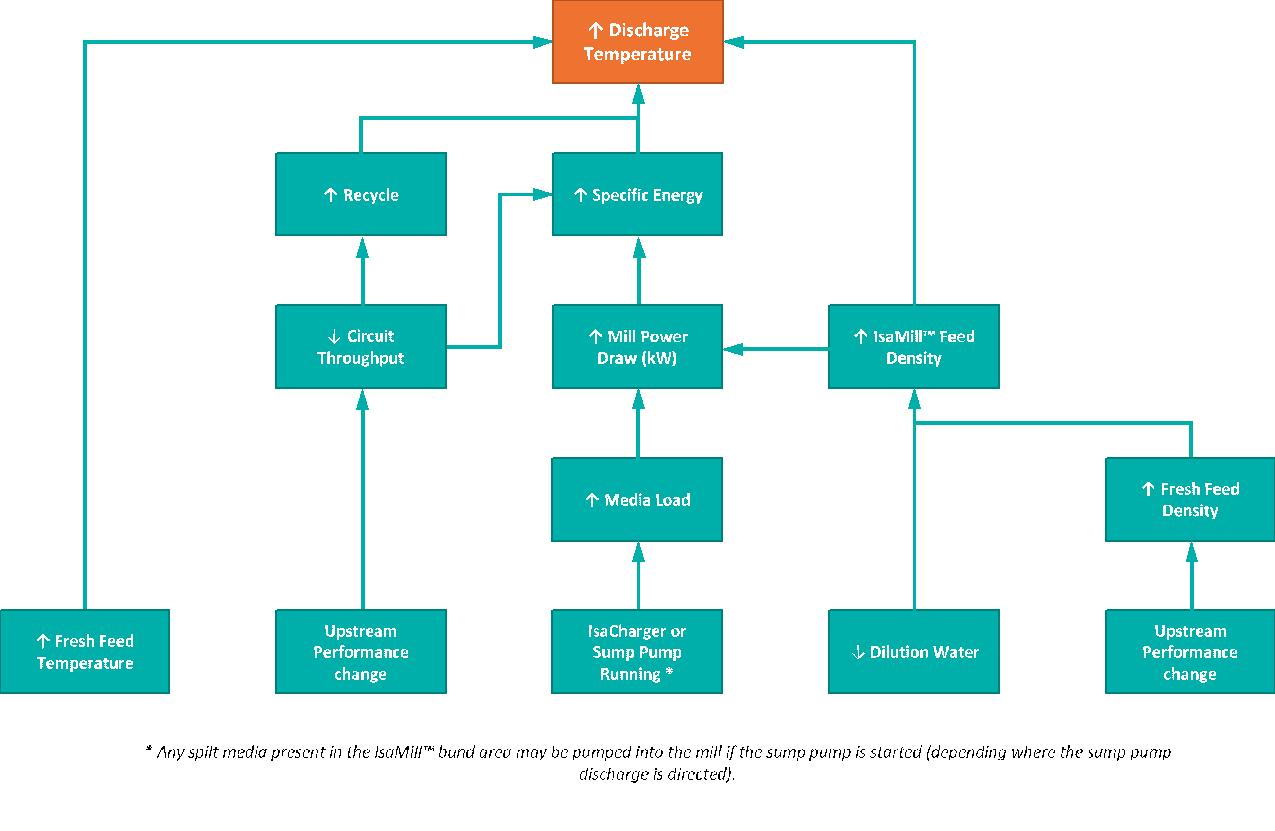 ↑ Discharge
Temperature
↑ Recycle
↑ Specific Energy
↓ Circuit
Throughput
↑ Mill Power
Draw (kW)
↑ IsaMill™ Feed
Density
↑ Media Load
↑ Fresh Feed
Density
↑ Fresh Feed
Temperature
Upstream
Performance
change
IsaCharger or
Sump Pump
Running *
↓ Dilution Water
Upstream
Performance
change
* Any spilt media present in the IsaMill™ bund area may be pumped into the mill if the sump pump is started (depending where the sump pump
discharge is directed).